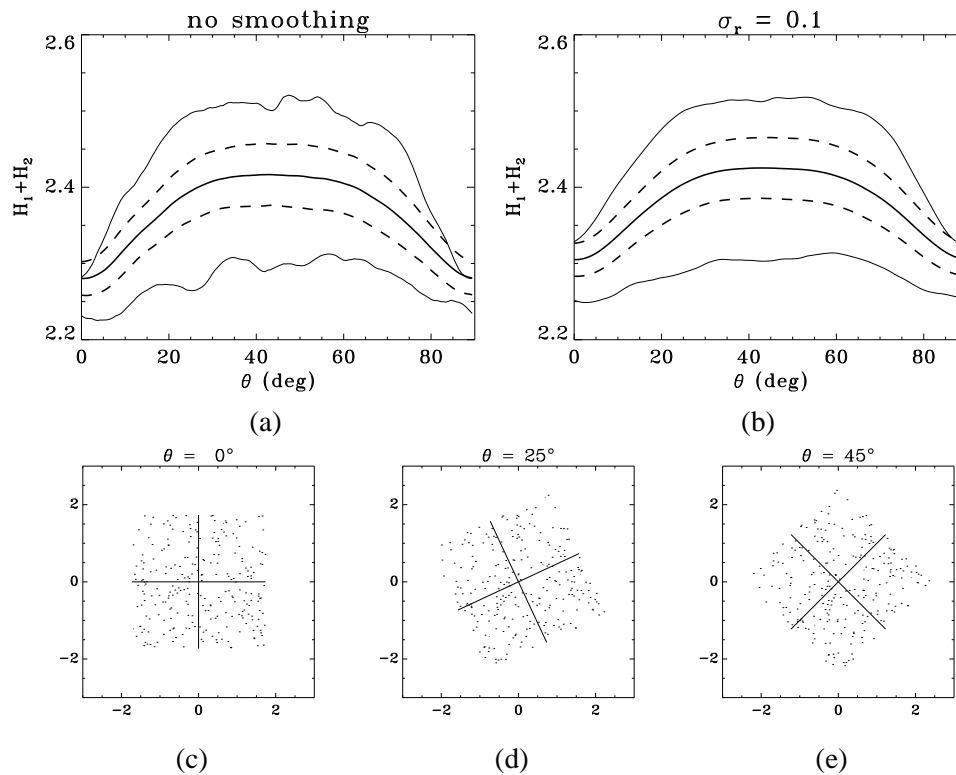 no smoothing
2.6
2.4
2.2
H₁+H₂
0 20 40 60 80
θ (deg)
(a)
σᵣ = 0.1
2.6
2.4
2.2
H₁+H₂
0 20 40 60 80
θ (deg)
(b)
θ = 0°
2
0
−2
−2 0 2
(c)
θ = 25°
2
0
−2
−2 0 2
(d)
θ = 45°
2
0
−2
−2 0 2
(e)